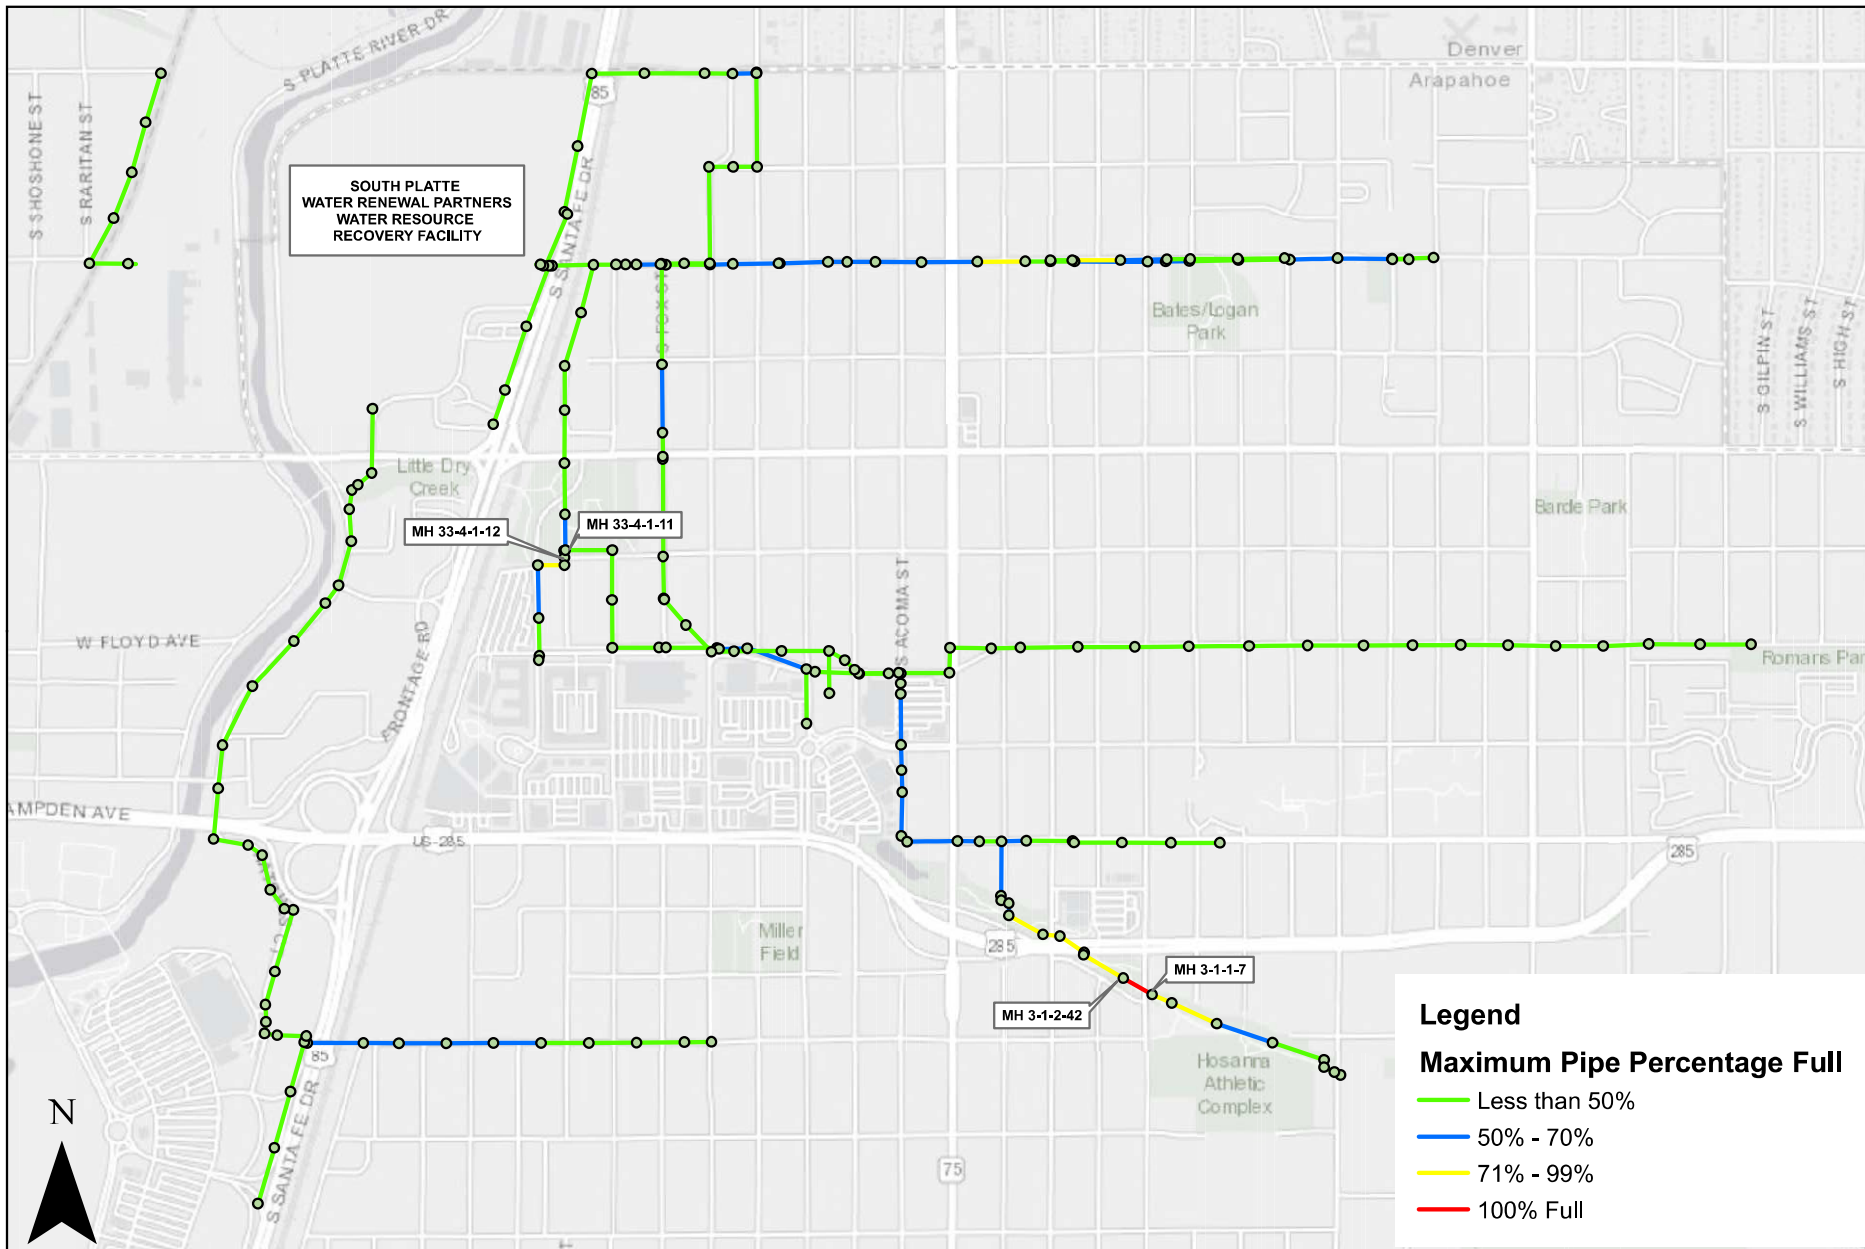 Denver
Arapahoe
S PLATTE RIVER DR
85
S SHOSHONE ST
S RARITAN ST
SOUTH PLATTE
WATER RENEWAL PARTNERS
WATER RESOURCE
RECOVERY FACILITY
S SANTA FE DR
S FOX ST
Bates/Logan
Park
S GILPIN ST
S WILLIAMS ST
S HIGH ST
Little Dry
Creek
Barde Park
MH 33-4-1-12
MH 33-4-1-11
S ACOMA ST
W FLOYD AVE
FRONTAGE RD
Romans Par
AMPDEN AVE
US-285
285
Miller
Field
285
MH 3-1-1-7
MH 3-1-2-42
85
Hosanna
Athletic
Complex
S SANTA FE DR
75
N
Legend
Maximum Pipe Percentage Full
Less than 50%
50% - 70%
71% - 99%
100% Full